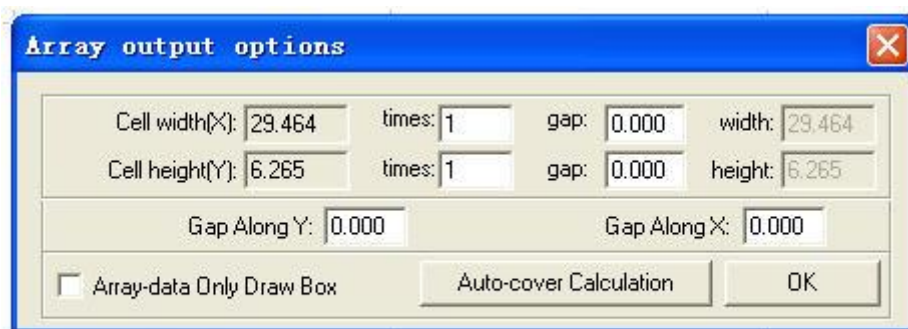 Array output options
Cell width(X): 29.464 times: 1 gap: 0.000 width: 29.464
Cell height(Y): 6.265 times: 1 gap: 0.000 height: 6.265
Gap Along Y: 0.000 Gap Along X: 0.000
Array-data Only Draw Box Auto-cover Calculation OK